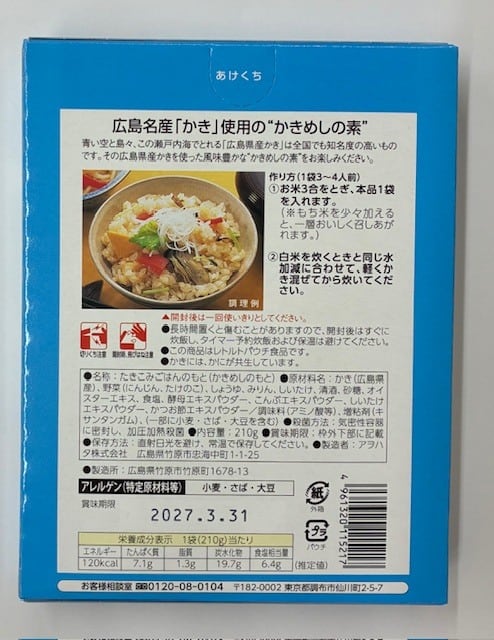 あけくち
広島名産「かき」使用の“かきめしの素”
青い空と島々、この瀬戸内海でとれる「広島県産かき」は全国でも知名度の高いもの
です。その広島県産かきを使った風味豊かな“かきめしの素”をお楽しみください。
作り方(1袋3~4人前)
①お米3合をとぎ、本品1袋
を入れます。
(※もち米を少々加えると、
一層おいしく召しあ
がれます。)
②白米を炊くときと同じ水
加減に合わせて、軽くか
き混ぜてから炊いてくだ
さい。
調理例
▲開封後は一回使いきりとしてください。
●長時間置くと傷むことがありますので、開封後はすぐに
炊飯し、タイマー予約炊飯および保温は避けてください。
●この商品はレトルトパウチ食品です。
●かきには、かにが共生しています。
切り口注意
開封時、飛びはね注意
●名称:たきこみごはんのもと(かきめしのもと)●原材料名:かき(広島県
産)、野菜(にんじん、たけのこ)、しょうゆ、みりん、しいたけ、清酒、砂糖、オイ
スターエキス、食塩、酵母エキスパウダー、こんぶエキスパウダー、しいたけ
エキスパウダー、かつお節エキスパウダー/調味料(アミノ酸等)、増粘剤(キ
サンタンガム)、(一部に小麦・さば・大豆を含む)●殺菌方法:気密性容器
に密封し、加圧加熱殺菌●内容量:210g●賞味期限:枠外下部に記載
●保存方法:直射日光を避け、常温で保存してください。●製造者:アヲハ
タ株式会社 広島県竹原市忠海中町1-1-25
●製造所:広島県竹原市竹原町1678-13
アレルゲン(特定原材料等) 小麦・さば・大豆
賞味期限
2027.3.31
紙
外箱
プラ
パウチ
4 961320 115217
栄養成分表示 1袋(210g)当たり
エネルギー たんぱく質 脂質 炭水化物 食塩相当量
120kcal 7.1g 1.3g 19.7g 6.4g (推定値)
お客様相談室 0120-08-0104 〒182-0002 東京都調布市仙川町2-5-7